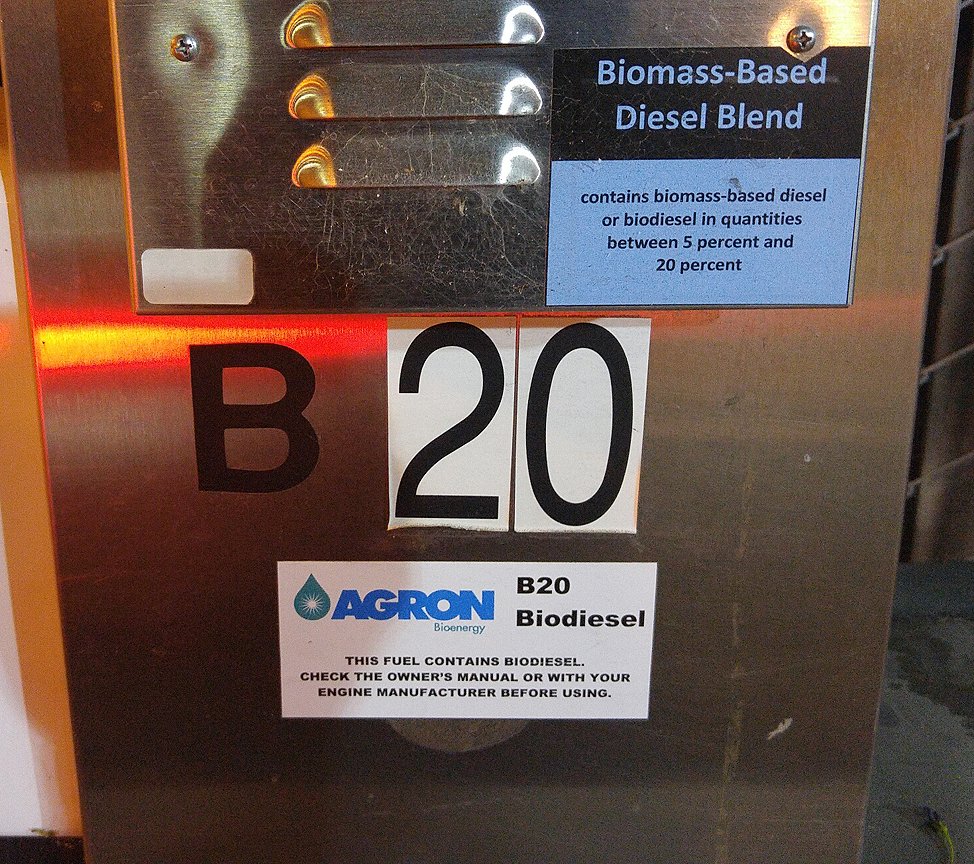 Biomass-Based
Diesel Blend
contains biomass-based diesel
or biodiesel in quantities
between 5 percent and
20 percent
B 20
AGRON
Bioenergy
B20
Biodiesel
THIS FUEL CONTAINS BIODIESEL.
CHECK THE OWNER'S MANUAL OR WITH YOUR
ENGINE MANUFACTURER BEFORE USING.